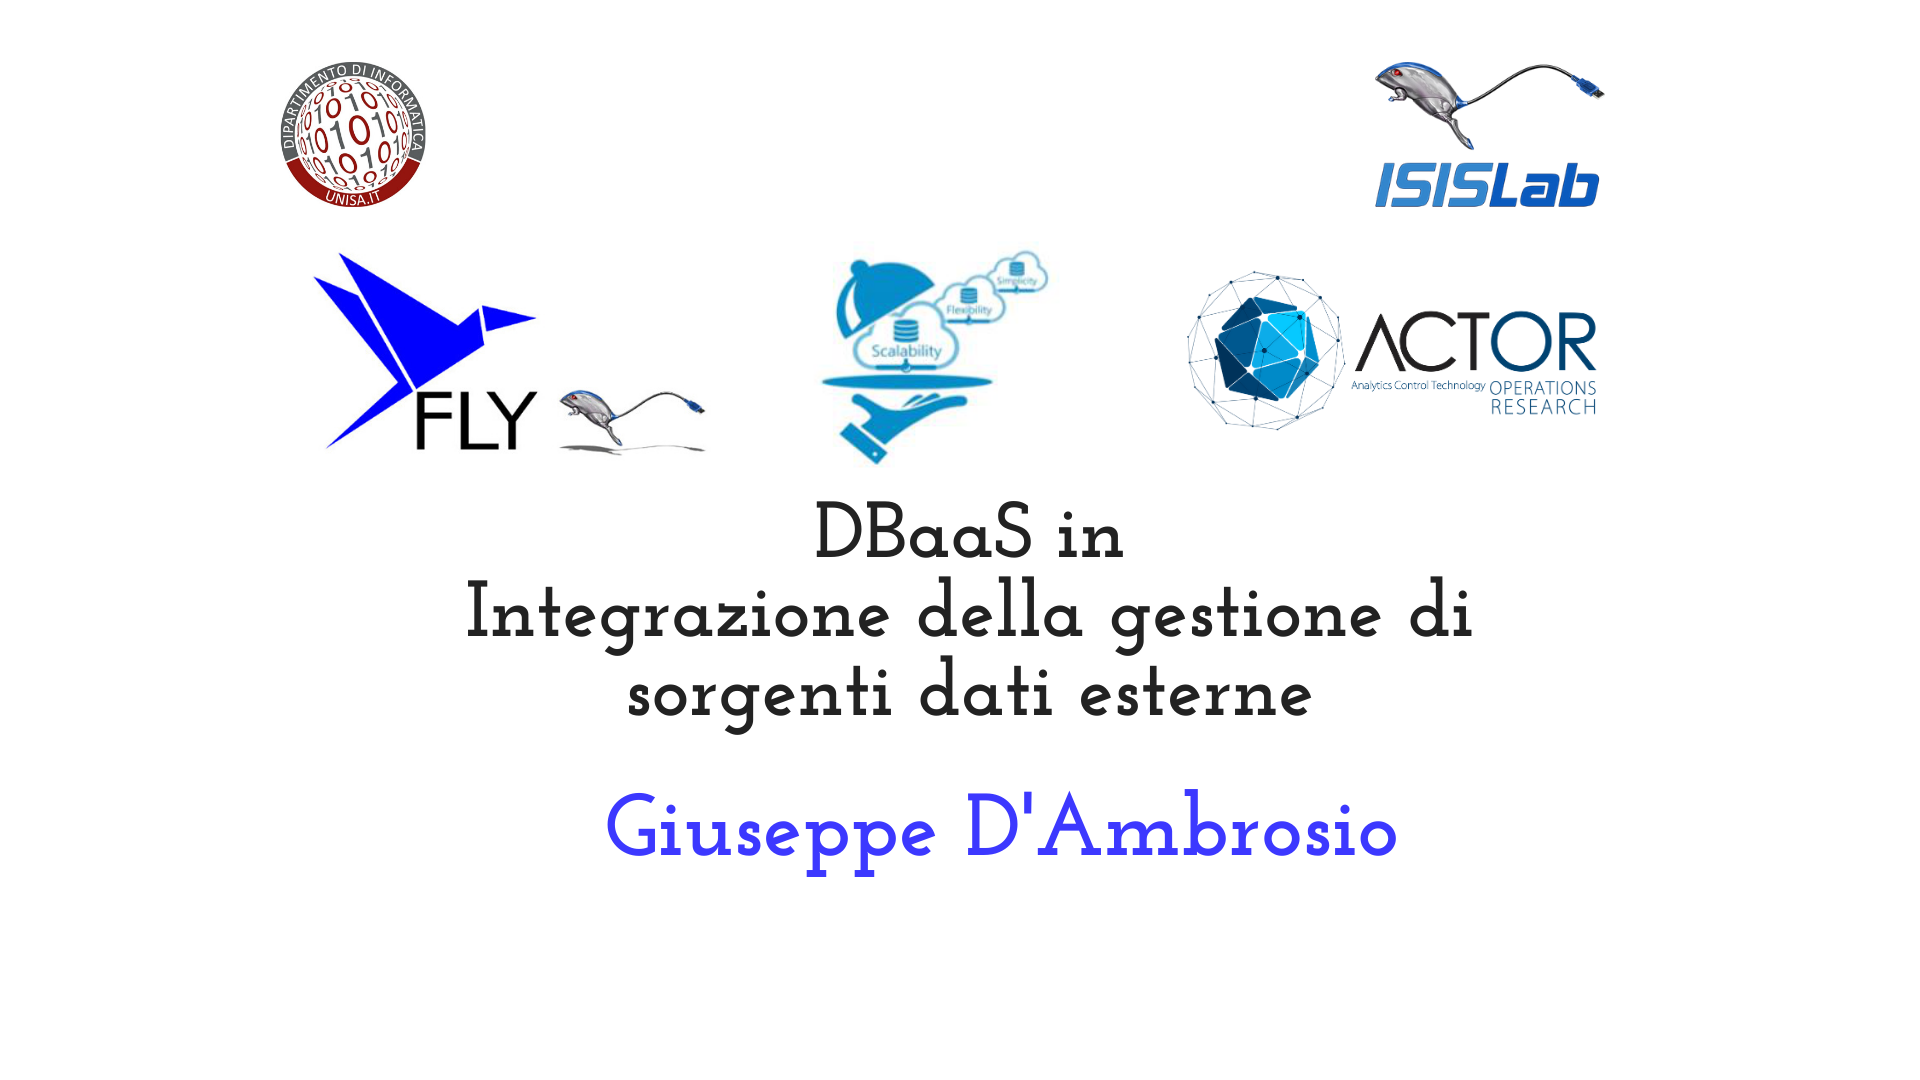 DIPARTIMENTO DI INFORMATICA
UNISA.IT
ISISLab
FLY
Simplicity
Flexibility
Scalability
ACTOR
Analytics Control Technology OPERATIONS
RESEARCH
DBaaS in
Integrazione della gestione di
sorgenti dati esterne
Giuseppe D'Ambrosio